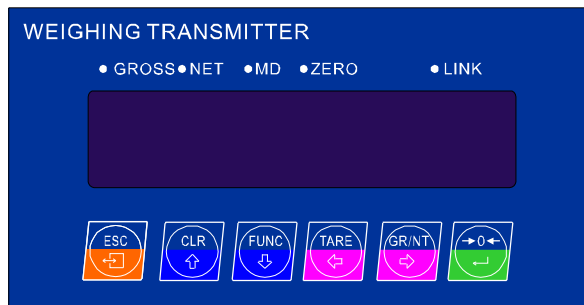 WEIGHING TRANSMITTER
GROSS NET MD ZERO LINK
ESC CLR FUNC TARE GR/NT →0←